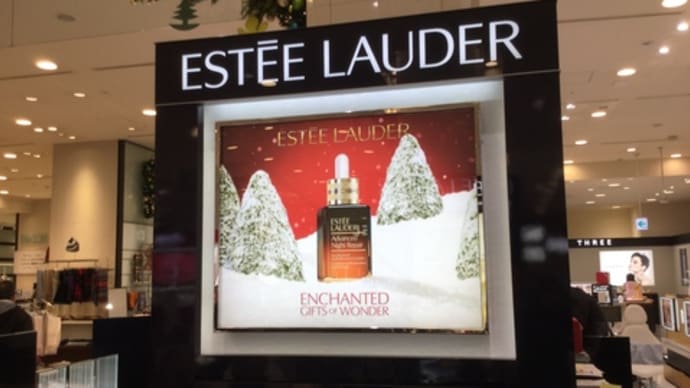 ESTĒE LAUDER
ESTĒE LAUDER
ESTĒE
LAUDER
Advanced
Night Repair
ENCHANTED
GIFTS OF WONDER
THREE